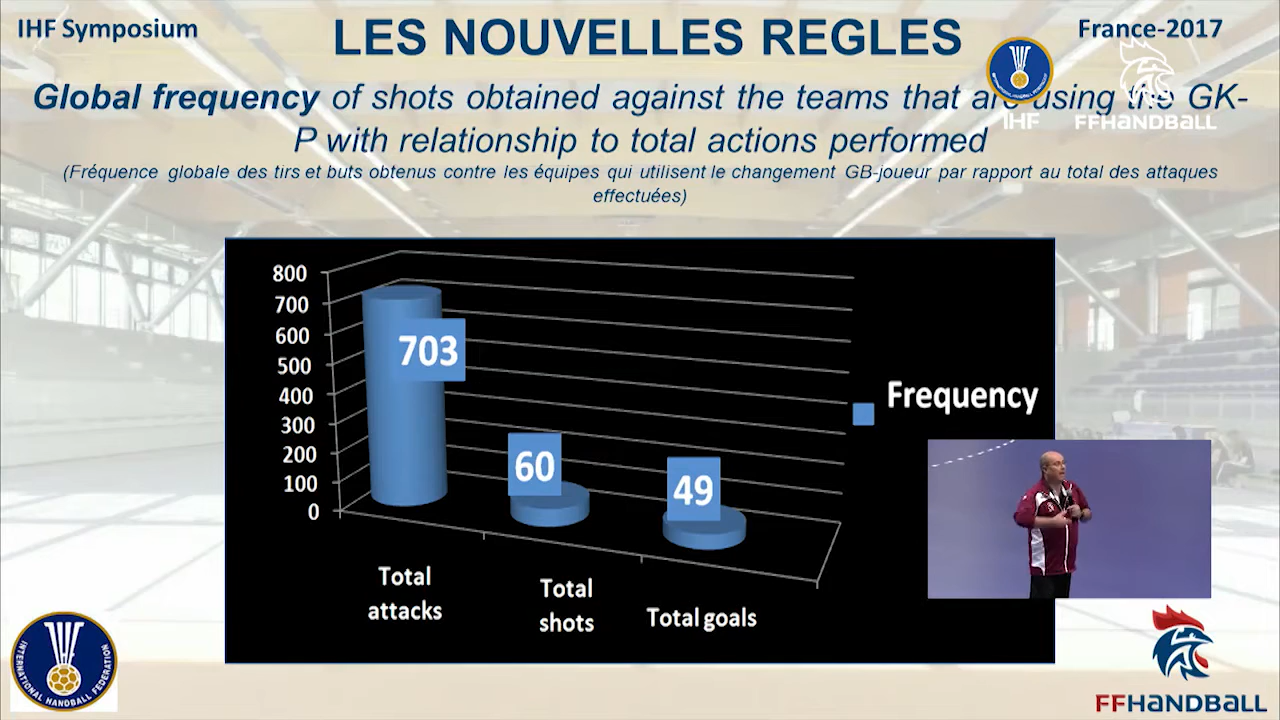 IHF Symposium
LES NOUVELLES REGLES
France-2017
Global frequency of shots obtained against the teams that are using the GK-
P with relationship to total actions performed
IHF
FFHANDBALL
(Fréquence globale des tirs et buts obtenus contre les équipes qui utilisent le changement GB-joueur par rapport au total des attaques
effectuées)
800
700
600
500
400
300
200
100
0
703
60
49
Frequency
Total
attacks
Total
shots
Total goals
INTERNATIONAL HANDBALL FEDERATION
FFHANDBALL